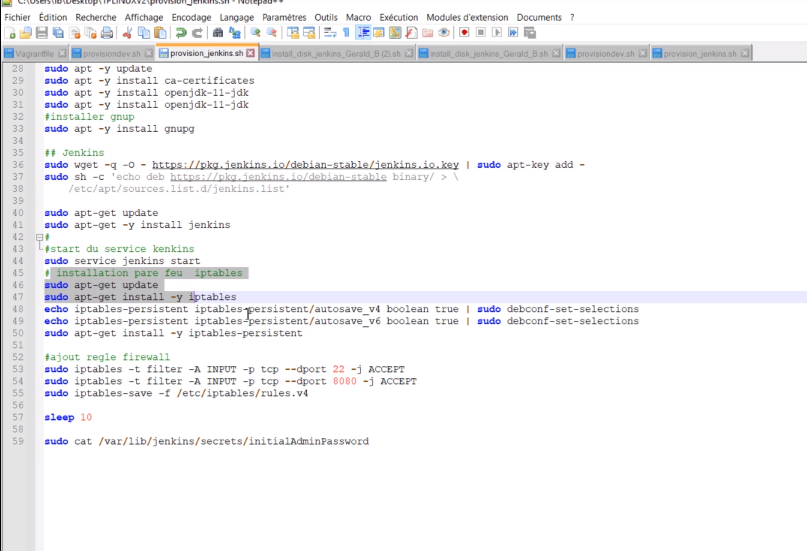 C:\Users\lb\Desktop\TPLINUXV2\provision_jenkins.sh - Notepad++
Fichier Édition Recherche Affichage Encodage Langage Paramètres Outils Macro Exécution Modules d'extension Documents ?
Vagrantfile provisiondev.sh provision_jenkins.sh install_disk_jenkins_Gerald_B (2).sh install_disk_jenkins_Gerald_B.sh provisiondev.sh provision_jenkins.sh
28 sudo apt -y update
29 sudo apt -y install ca-certificates
30 sudo apt -y install openjdk-11-jdk
31 sudo apt -y install openjdk-11-jdk
32 #installer gnup
33 sudo apt -y install gnupg
34
35 ## Jenkins
36 sudo wget -q -O - https://pkg.jenkins.io/debian-stable/jenkins.io.key | sudo apt-key add -
37 sudo sh -c 'echo deb https://pkg.jenkins.io/debian-stable binary/ > \
38 /etc/apt/sources.list.d/jenkins.list'
39
40 sudo apt-get update
41 sudo apt-get -y install jenkins
42 #
43 #start du service kenkins
44 sudo service jenkins start
45 # installation pare feu iptables
46 sudo apt-get update
47 sudo apt-get install -y iptables
48 echo iptables-persistent iptables-persistent/autosave_v4 boolean true | sudo debconf-set-selections
49 echo iptables-persistent iptables-persistent/autosave_v6 boolean true | sudo debconf-set-selections
50 sudo apt-get install -y iptables-persistent
51
52 #ajout regle firewall
53 sudo iptables -t filter -A INPUT -p tcp --dport 22 -j ACCEPT
54 sudo iptables -t filter -A INPUT -p tcp --dport 8080 -j ACCEPT
55 sudo iptables-save -f /etc/iptables/rules.v4
56
57 sleep 10
58
59 sudo cat /var/lib/jenkins/secrets/initialAdminPassword